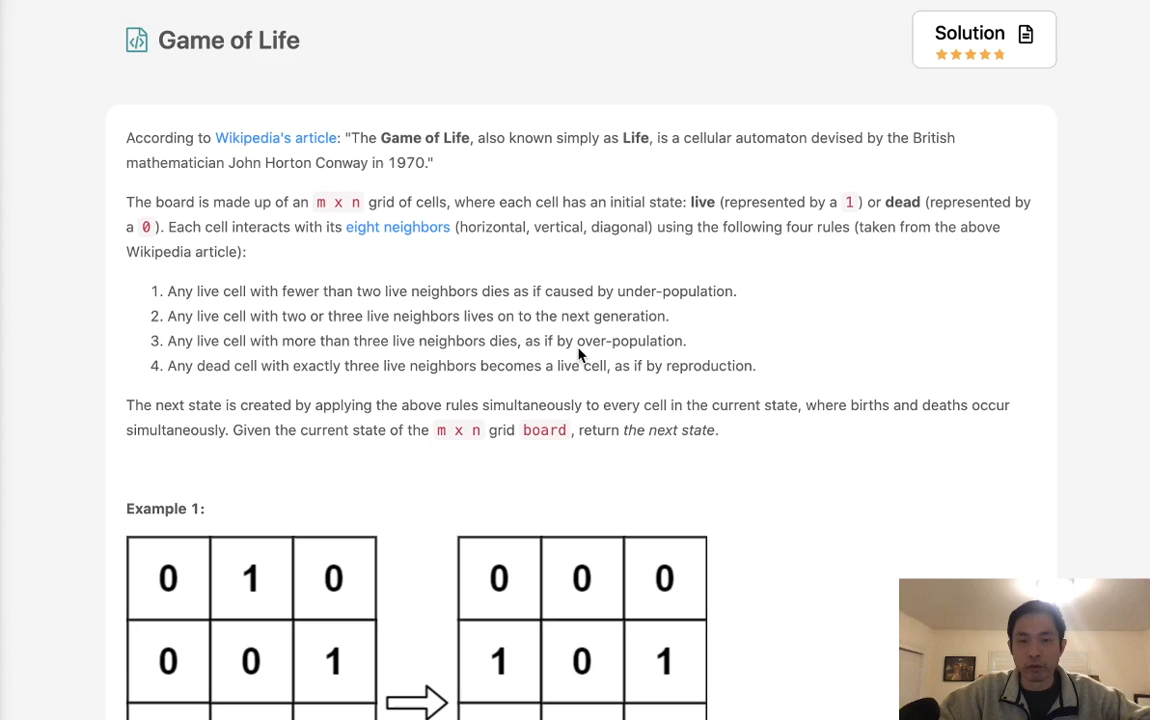 Game of Life
Solution
According to Wikipedia's article: "The Game of Life, also known simply as Life, is a cellular automaton devised by the British
mathematician John Horton Conway in 1970."
The board is made up of an m x n grid of cells, where each cell has an initial state: live (represented by a 1 ) or dead (represented by
a 0 ). Each cell interacts with its eight neighbors (horizontal, vertical, diagonal) using the following four rules (taken from the above
Wikipedia article):
1. Any live cell with fewer than two live neighbors dies as if caused by under-population.
2. Any live cell with two or three live neighbors lives on to the next generation.
3. Any live cell with more than three live neighbors dies, as if by over-population.
4. Any dead cell with exactly three live neighbors becomes a live cell, as if by reproduction.
The next state is created by applying the above rules simultaneously to every cell in the current state, where births and deaths occur
simultaneously. Given the current state of the m x n grid board , return the next state.
Example 1:
0 1 0 0 0 0
0 0 1 1 0 1